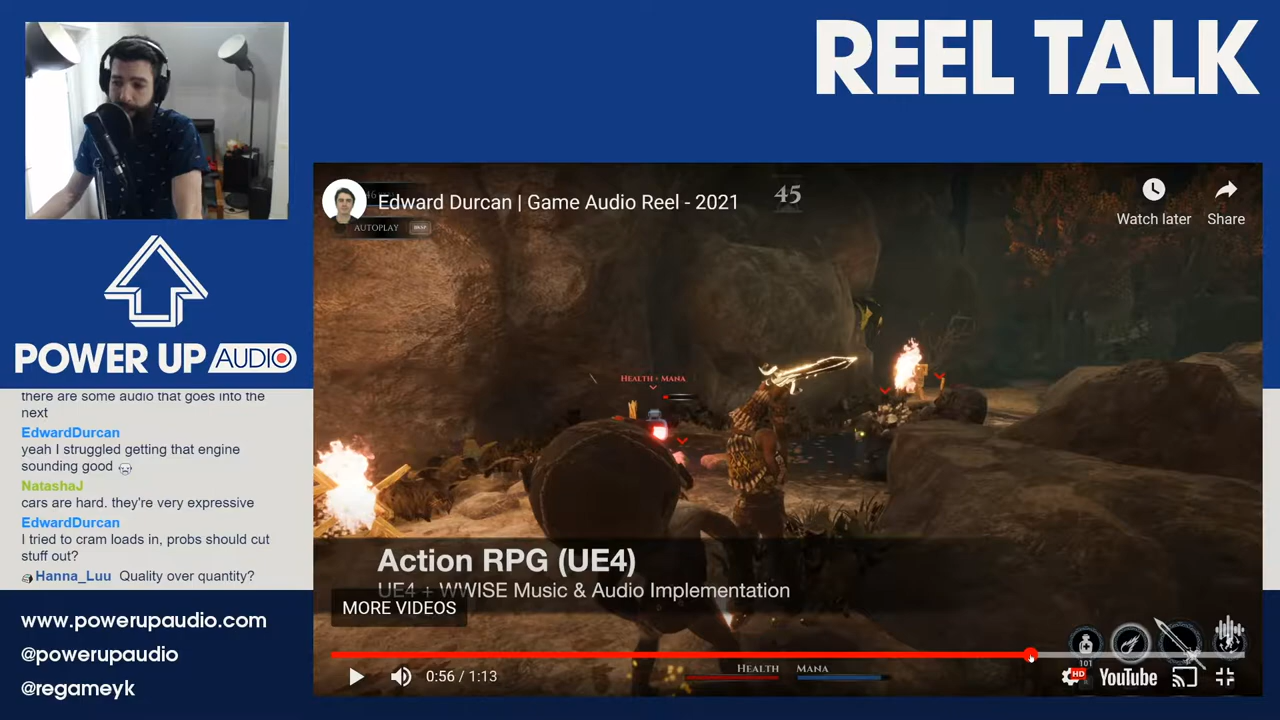 REEL TALK
Edward Durcan | Game Audio Reel - 2021
45
Watch later
Share
AUTOPLAY
POWER UP AUDIO
HEALTH + MANA
there are some audio that goes into the
next
EdwardDurcan
yeah I struggled getting that engine
sounding good
NatashaJ
cars are hard. they're very expressive
EdwardDurcan
I tried to cram loads in, probs should cut
stuff out?
Hanna_Luu Quality over quantity?
Action RPG (UE4)
UE4 + WWISE Music & Audio Implementation
MORE VIDEOS
www.powerupaudio.com
@powerupaudio
@regameyk
101
HEALTH MANA
0:56 / 1:13
HD
YouTube